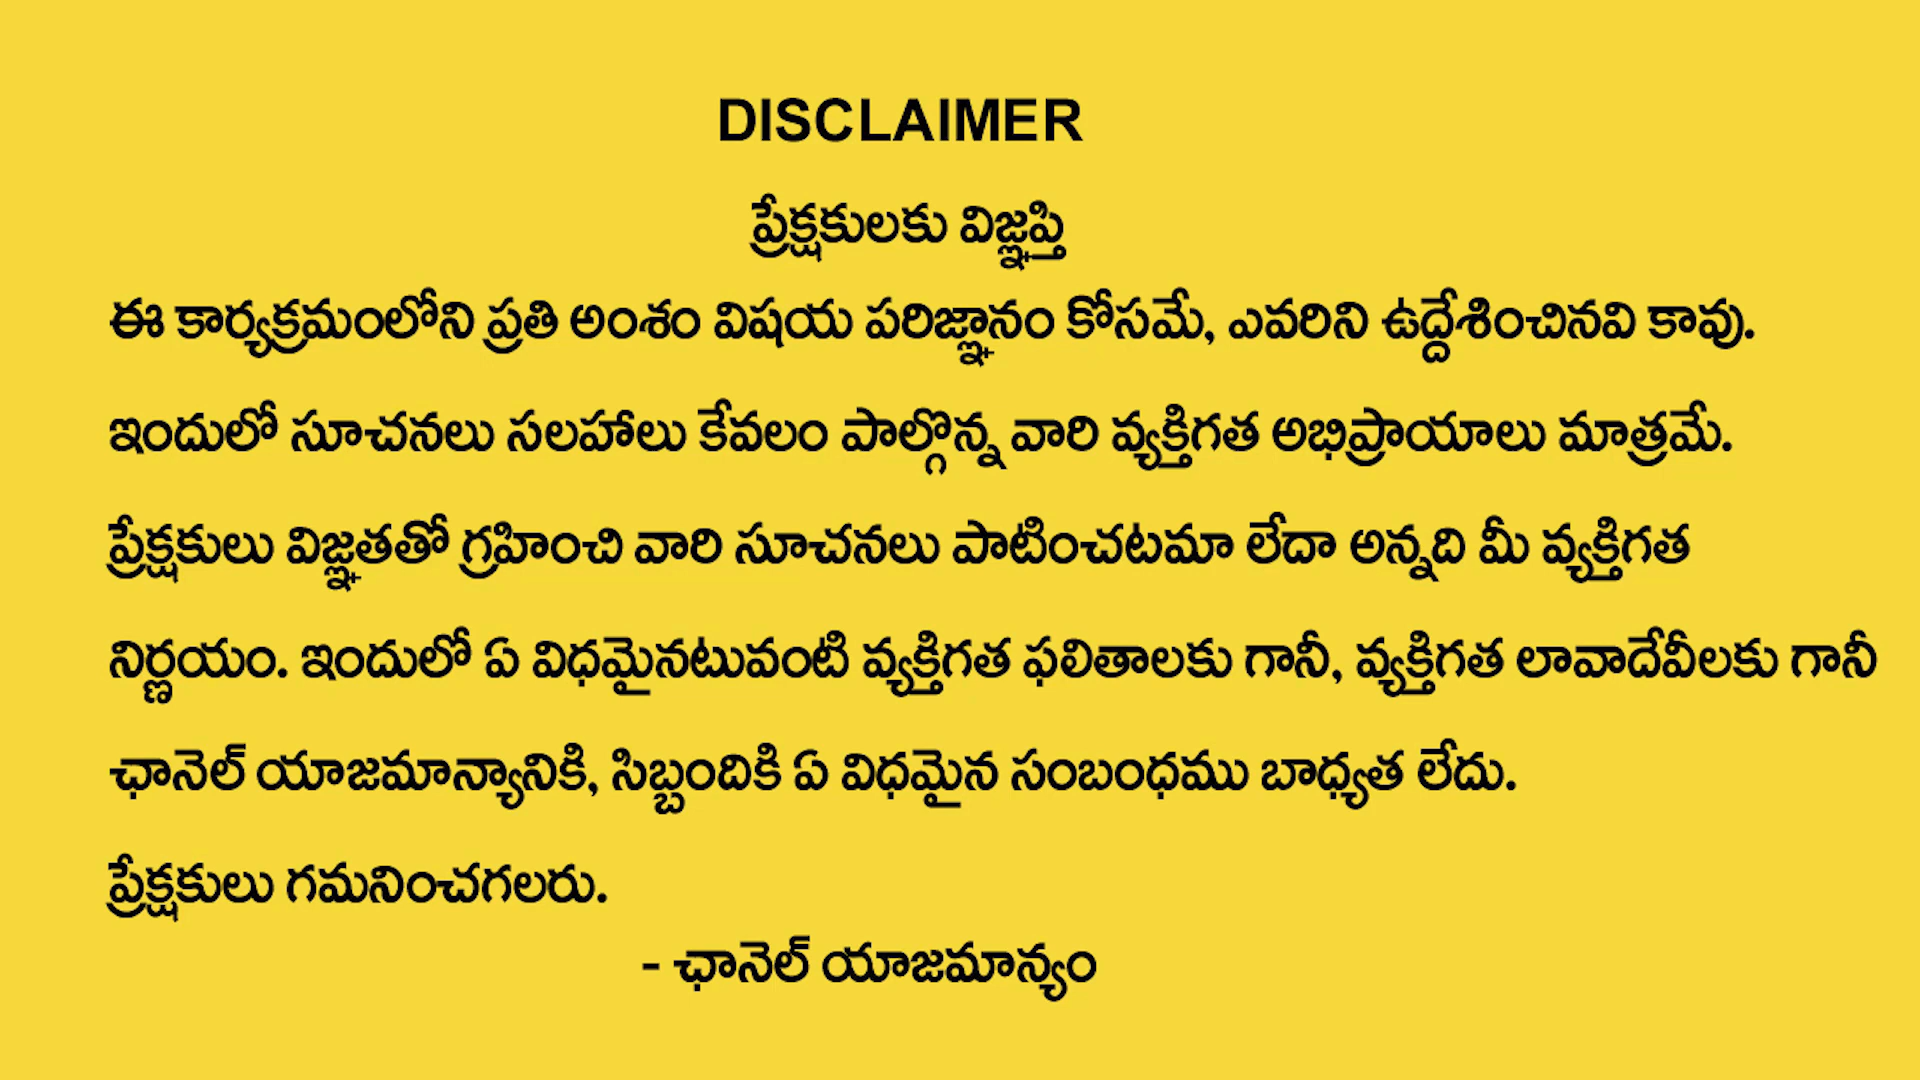 DISCLAIMER
ప్రేక్షకులకు విజ్ఞప్తి
ఈ కార్యక్రమంలోని ప్రతి అంశం విషయ పరిజ్ఞానం కోసమే, ఎవరిని ఉద్దేశించినవి కావు.
ఇందులో సూచనలు సలహాలు కేవలం పాల్గొన్న వారి వ్యక్తిగత అభిప్రాయాలు మాత్రమే.
ప్రేక్షకులు విజ్ఞతతో గ్రహించి వారి సూచనలు పాటించటమా లేదా అన్నది మీ వ్యక్తిగత
నిర్ణయం. ఇందులో ఏ విధమైనటువంటి వ్యక్తిగత ఫలితాలకు గానీ, వ్యక్తిగత లావాదేవీలకు గానీ
ఛానెల్ యాజమాన్యానికి, సిబ్బందికి ఏ విధమైన సంబంధము బాధ్యత లేదు.
ప్రేక్షకులు గమనించగలరు.
- ఛానెల్ యాజమాన్యం